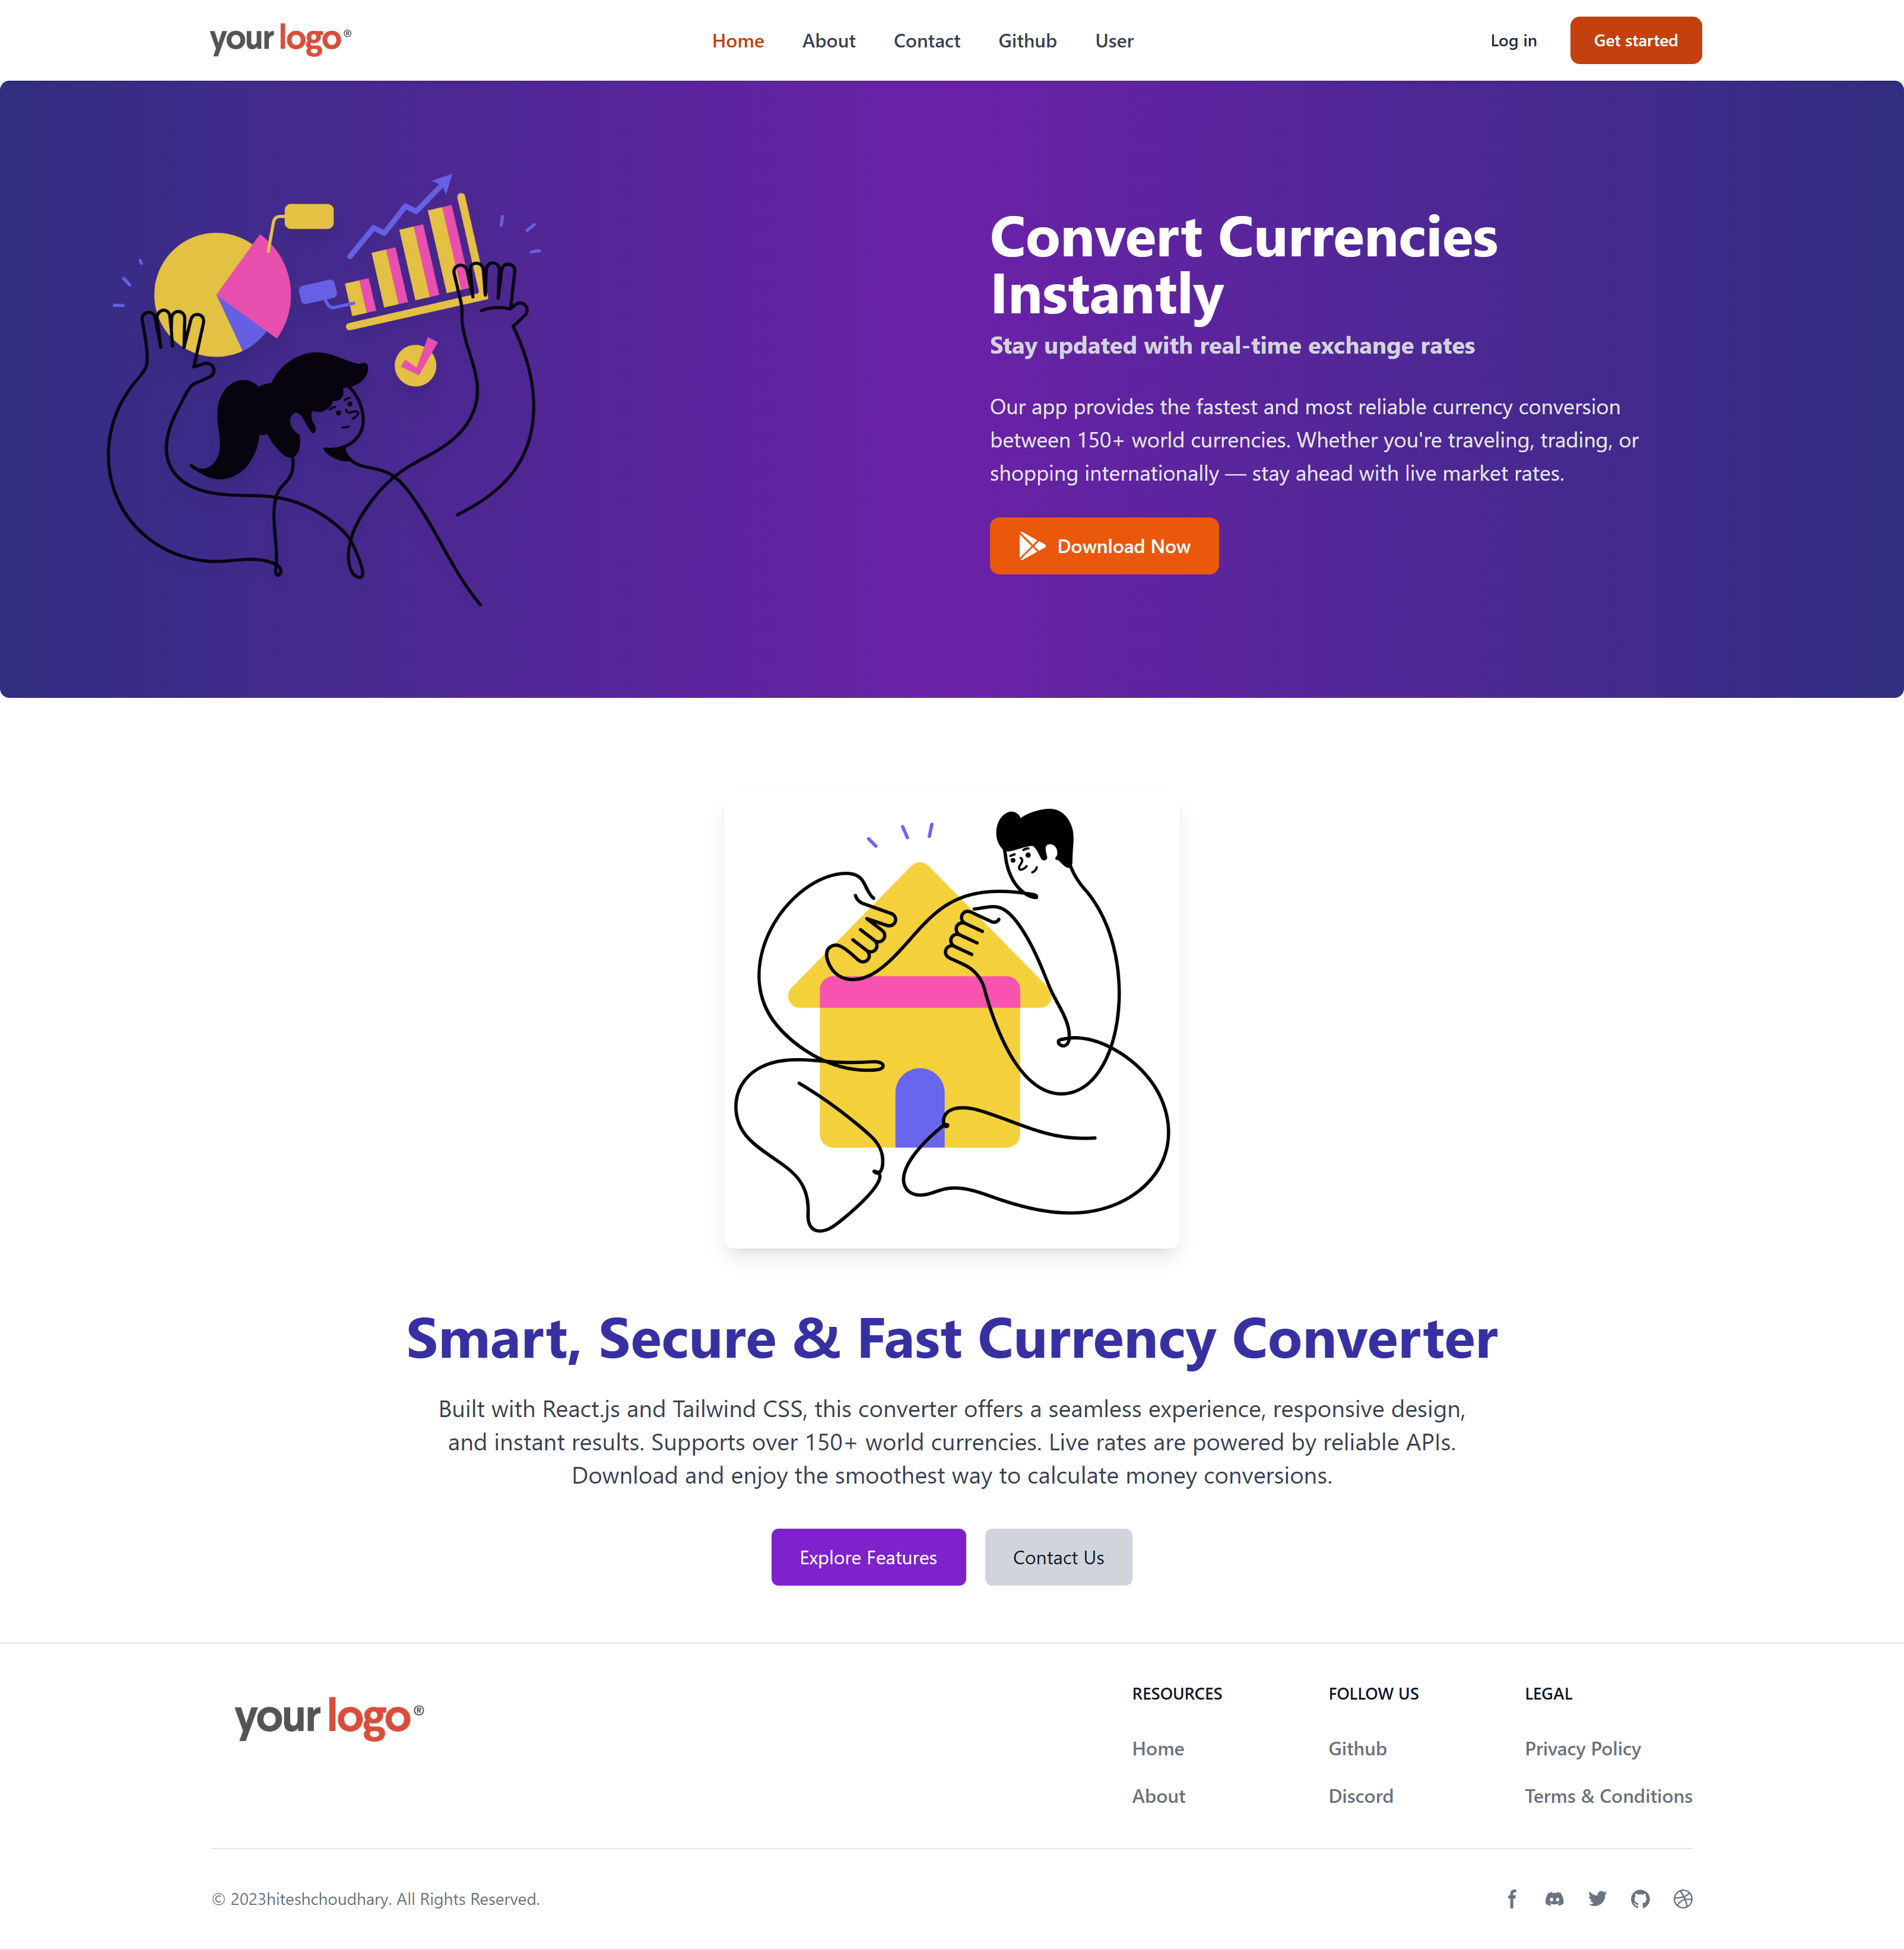 your logo®
Home
About
Contact
Github
User
Log in
Get started
Convert Currencies
Instantly
Stay updated with real-time exchange rates
Our app provides the fastest and most reliable currency conversion
between 150+ world currencies. Whether you're traveling, trading, or
shopping internationally — stay ahead with live market rates.
Download Now
Smart, Secure & Fast Currency Converter
Built with React.js and Tailwind CSS, this converter offers a seamless experience, responsive design,
and instant results. Supports over 150+ world currencies. Live rates are powered by reliable APIs.
Download and enjoy the smoothest way to calculate money conversions.
Explore Features
Contact Us
your logo®
RESOURCES
Home
About
FOLLOW US
Github
Discord
LEGAL
Privacy Policy
Terms & Conditions
© 2023hiteshchoudhary. All Rights Reserved.